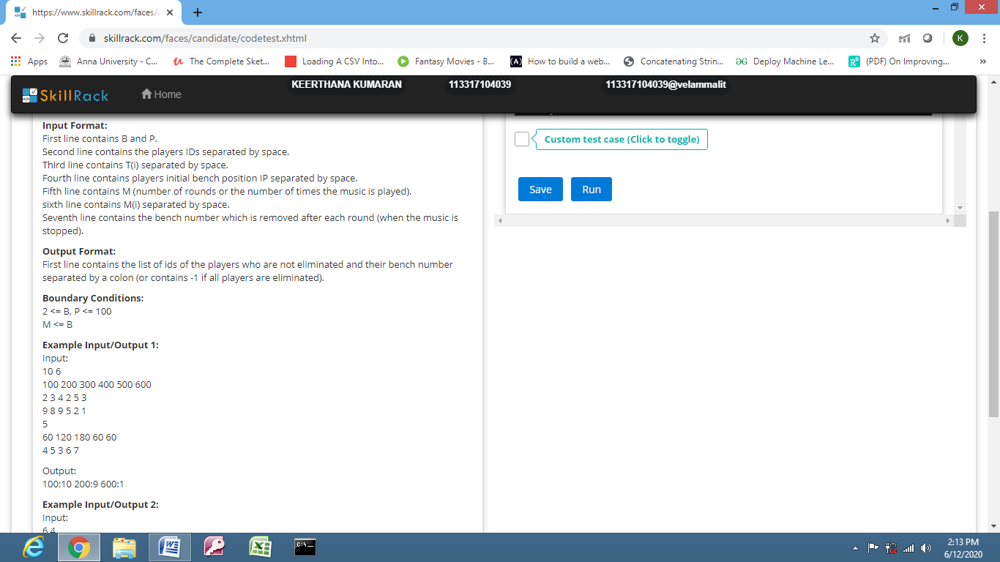 https://www.skillrack.com/faces/
skillrack.com/faces/candidate/codetest.xhtml
K
Apps
Anna University - C...
The Complete Sket...
Loading A CSV Into...
Fantasy Movies - B...
How to build a web...
Concatenating Strin...
Deploy Machine Le...
(PDF) On Improving...
SkillRack
Home
KEERTHANA KUMARAN
113317104039
113317104039@velammalit
Input Format:
First line contains B and P.
Second line contains the players IDs separated by space.
Third line contains T(i) separated by space.
Fourth line contains players initial bench position IP separated by space.
Fifth line contains M (number of rounds or the number of times the music is played).
sixth line contains M(i) separated by space.
Seventh line contains the bench number which is removed after each round (when the music is
stopped).
Output Format:
First line contains the list of ids of the players who are not eliminated and their bench number
separated by a colon (or contains -1 if all players are eliminated).
Boundary Conditions:
2 <= B, P <= 100
M <= B
Example Input/Output 1:
Input:
10 6
100 200 300 400 500 600
2 3 4 2 5 3
9 8 9 5 2 1
5
60 120 180 60 60
4 5 3 6 7
Output:
100:10 200:9 600:1
Example Input/Output 2:
Input:
6 4
Custom test case (Click to toggle)
Save
Run
2:13 PM
6/12/2020